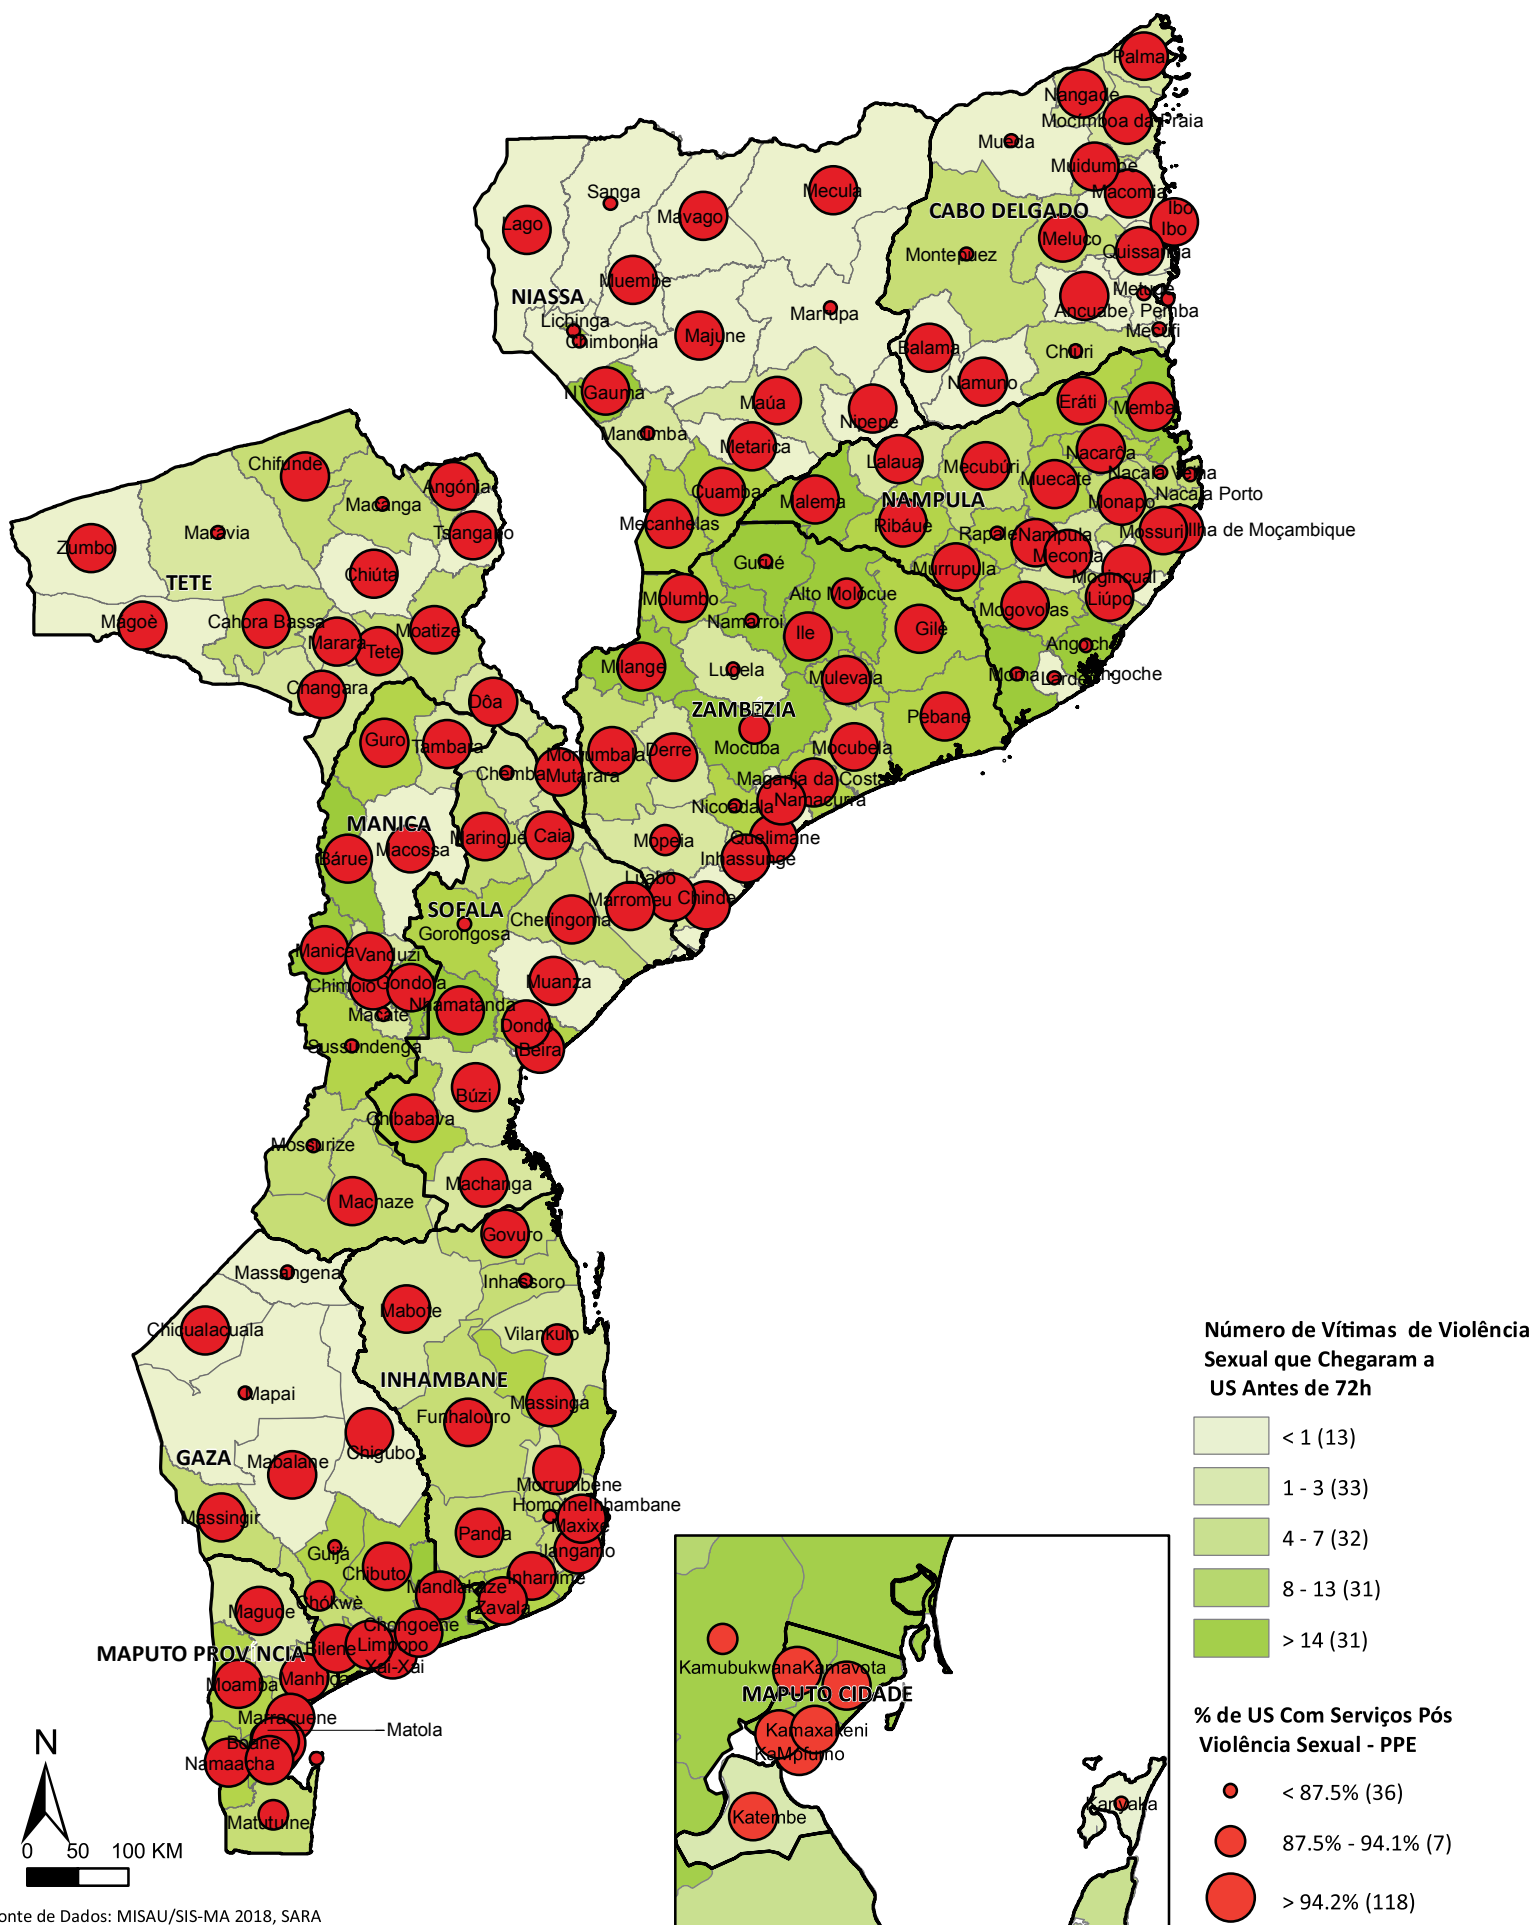 Palma
Nangade
Mocímboa da Praia
Mueda
Muidumbe
Macomia
Sanga
Mecula
Mavago
Lago
CABO DELGADO
Ibo
Ibo
Meluco
Quissanga
Montepuez
Muembe
NIASSA
Metuge
Ancuabe
Pemba
Marrupa
Lichinga
Chimbonila
Majune
Mecufi
Balama
Chiúri
Namuno
N'Gauma
Maúa
Nipepe
Eráti
Memba
Mandimba
Metarica
Nacarôa
Lalaua
Mecubúri
Chifunde
Nacala Velha
Muecate
Angónia
Cuamba
Nacala Porto
Macanga
Malema
NAMPULA
Monapo
Mecanhelas
Ribáue
Maravia
Tsangano
Rapale
Nampula
Mossuril
Ilha de Moçambique
Zumbo
Meconta
Gurué
Murrupula
Chiúta
TETE
Mogincual
Molumbo
Alto Molócue
Liúpo
Mogovolas
Magoè
Cahora Bassa
Namarroi
Moatize
Ile
Gilé
Marara
Tete
Angoche
Milange
Lugela
Mulevala
Moma
Larde
Angoche
Changara
Dôa
ZAMBÉZIA
Pebane
Guro
Tambara
Morrumbala
Derre
Mocuba
Mocubela
Chemba
Mutarara
Maganja da Costa
Nicoadala
Namacurra
MANICA
Maringué
Caia
Mopeia
Quelimane
Bárue
Macossa
Inhassunge
Luabo
Marromeu
Chinde
SOFALA
Cheringoma
Gorongosa
Manica
Vanduzi
Chimoio
Gondola
Muanza
Nhamatanda
Macate
Dondo
Sussundenga
Beira
Búzi
Chibabava
Mossurize
Machanga
Machaze
Govuro
Massangena
Inhassoro
Mabote
Chicualacuala
Vilankulo
INHAMBANE
Mapai
Massinga
Funhalouro
Chigubo
GAZA
Mabalane
Morrumbene
Homoine
Inhambane
Massingir
Maxixe
Panda
Guijá
Jangamo
Chibuto
Inharrime
Mandlakaze
Chókwè
Zavala
Magude
Chongoene
Limpopo
MAPUTO PROVÍNCIA
Bilene
Xai-Xai
Manhiça
Moamba
Marracuene
Matola
Boane
Namaacha
Matutuine
Kamubukwana
Kamavota
MAPUTO CIDADE
Kamaxakeni
KaMpfumo
Katembe
Kanyaka
Número de Vítimas de Violência
Sexual que Chegaram a
US Antes de 72h
< 1 (13)
1 - 3 (33)
4 - 7 (32)
8 - 13 (31)
> 14 (31)
% de US Com Serviços Pós
Violência Sexual - PPE
< 87.5% (36)
87.5% - 94.1% (7)
> 94.2% (118)
N
0 50 100 KM
onte de Dados: MISAU/SIS-MA 2018, SARA